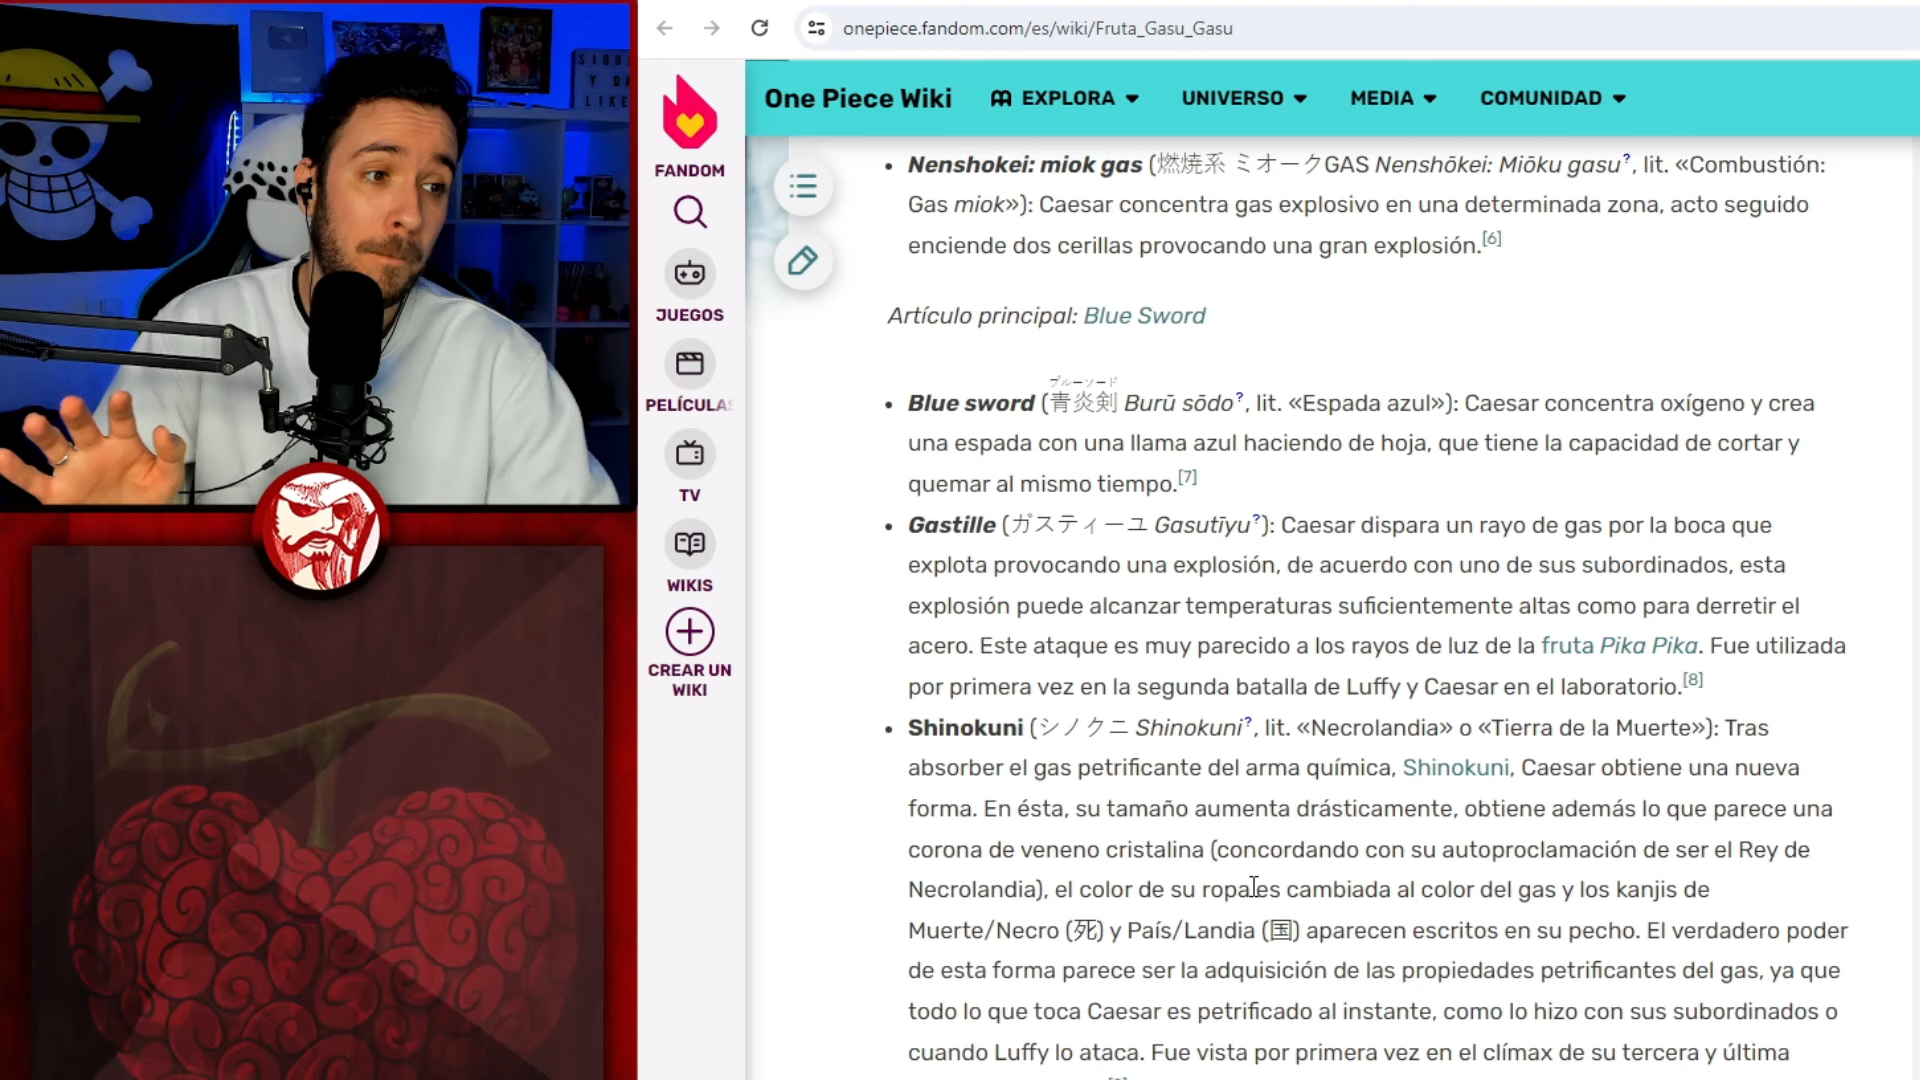 SIGUE
Y DA
LIKE
onepiece.fandom.com/es/wiki/Fruta_Gasu_Gasu
One Piece Wiki
EXPLORA
UNIVERSO
MEDIA
COMUNIDAD
FANDOM
JUEGOS
PELÍCULAS
TV
WIKIS
CREAR UN
WIKI
• Nenshokei: miok gas (燃焼系 ミオークGAS Nenshōkei: Miōku gasu?, lit. «Combustión:
Gas miok»): Caesar concentra gas explosivo en una determinada zona, acto seguido
enciende dos cerillas provocando una gran explosión.[6]
Artículo principal: Blue Sword
ブルーソード
• Blue sword (青炎剣 Burū sōdo?, lit. «Espada azul»): Caesar concentra oxígeno y crea
una espada con una llama azul haciendo de hoja, que tiene la capacidad de cortar y
quemar al mismo tiempo.[7]
• Gastille (ガスティーユ Gasutīyu?): Caesar dispara un rayo de gas por la boca que
explota provocando una explosión, de acuerdo con uno de sus subordinados, esta
explosión puede alcanzar temperaturas suficientemente altas como para derretir el
acero. Este ataque es muy parecido a los rayos de luz de la fruta Pika Pika. Fue utilizada
por primera vez en la segunda batalla de Luffy y Caesar en el laboratorio.[8]
• Shinokuni (シノクニ Shinokuni?, lit. «Necrolandia» o «Tierra de la Muerte»): Tras
absorber el gas petrificante del arma química, Shinokuni, Caesar obtiene una nueva
forma. En ésta, su tamaño aumenta drásticamente, obtiene además lo que parece una
corona de veneno cristalina (concordando con su autoproclamación de ser el Rey de
Necrolandia), el color de su ropa es cambiada al color del gas y los kanjis de
Muerte/Necro (死) y País/Landia (国) aparecen escritos en su pecho. El verdadero poder
de esta forma parece ser la adquisición de las propiedades petrificantes del gas, ya que
todo lo que toca Caesar es petrificado al instante, como lo hizo con sus subordinados o
cuando Luffy lo ataca. Fue vista por primera vez en el clímax de su tercera y última